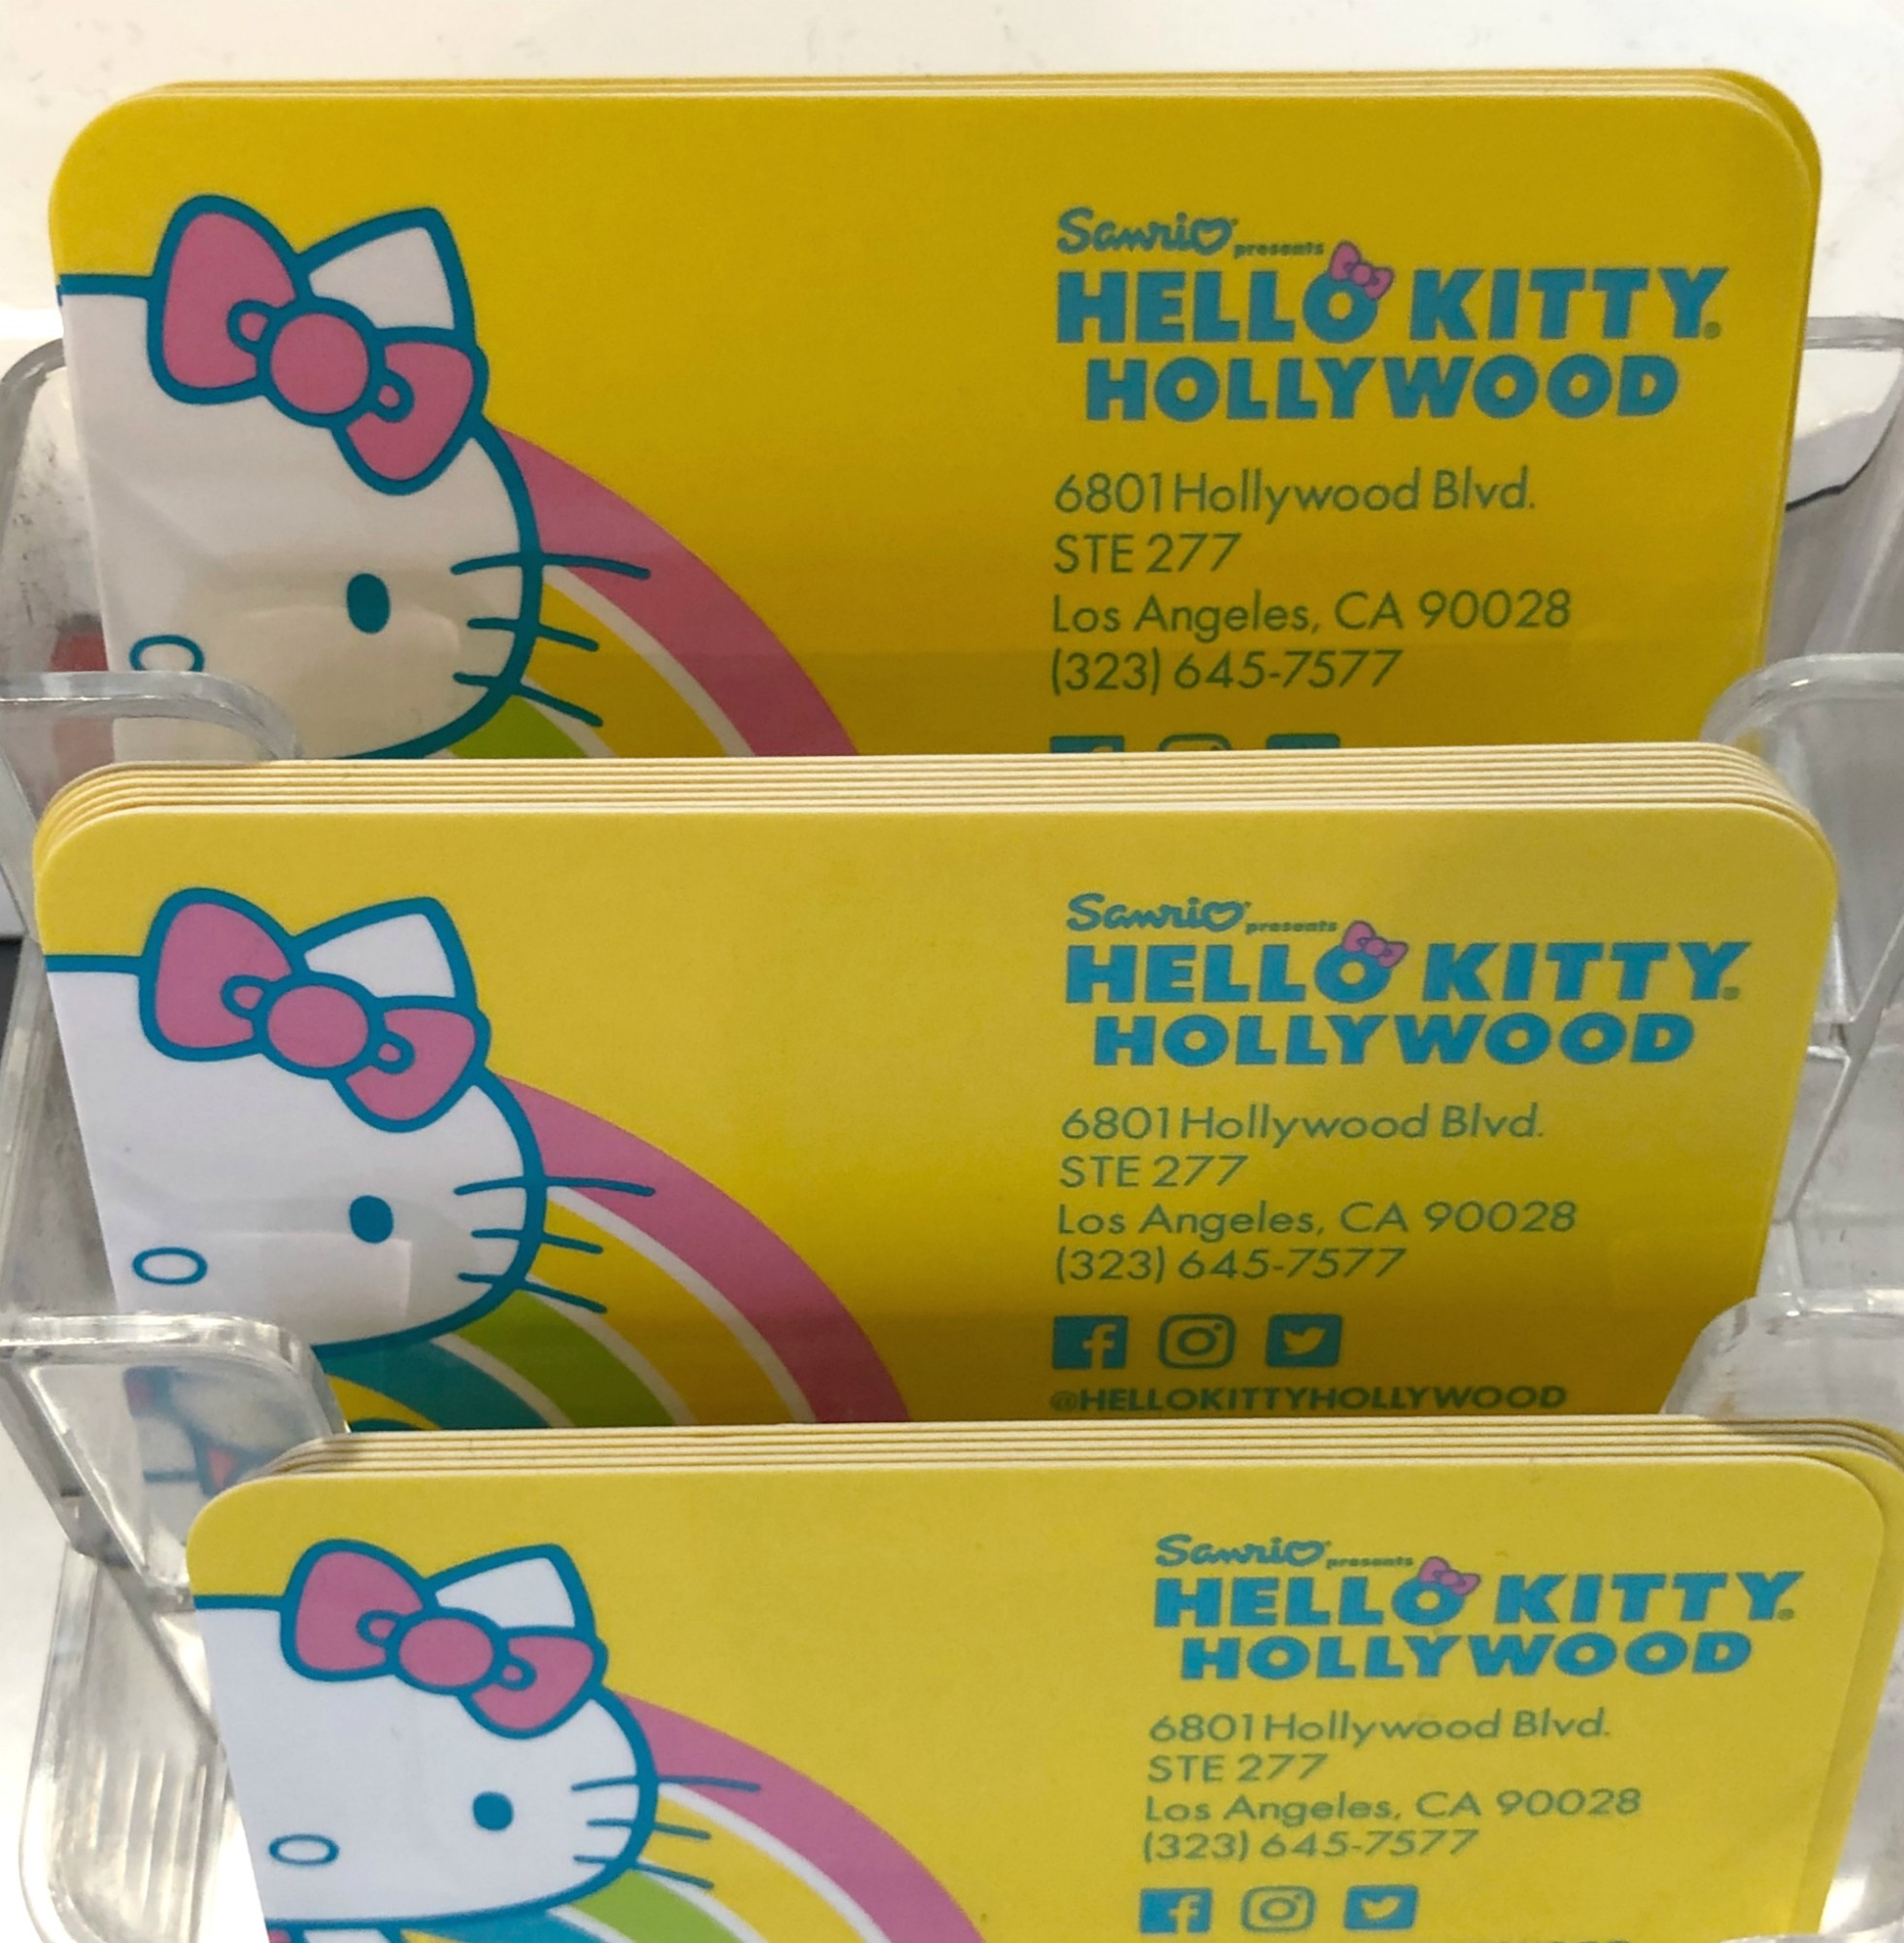 Sanrio presents
HELLO KITTY®
HOLLYWOOD
6801 Hollywood Blvd.
STE 277
Los Angeles, CA 90028
(323) 645-7577
Sanrio presents
HELLO KITTY®
HOLLYWOOD
6801 Hollywood Blvd.
STE 277
Los Angeles, CA 90028
(323) 645-7577
@HELLOKITTYHOLLYWOOD
Sanrio presents
HELLO KITTY®
HOLLYWOOD
6801 Hollywood Blvd.
STE 277
Los Angeles, CA 90028
(323) 645-7577